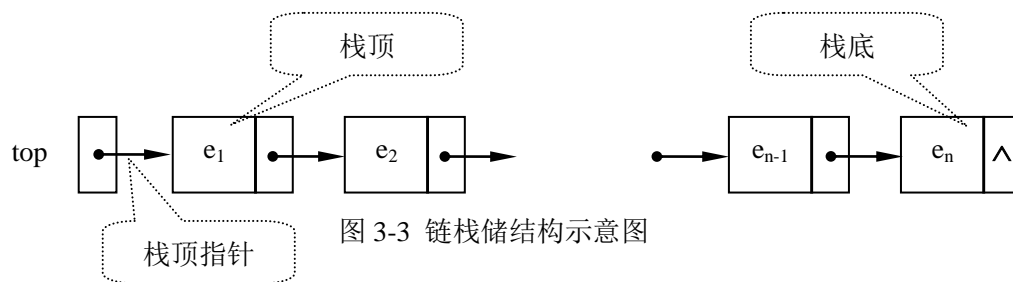 栈顶
栈底
top e₁ e₂ eₙ₋₁ eₙ ∧
图 3-3 链栈储结构示意图
栈顶指针